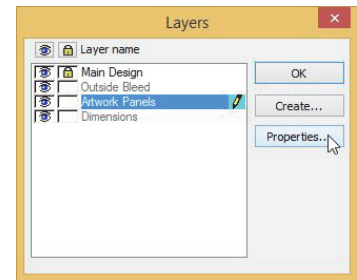 Layers
Layer name
Main Design
Outside Bleed
Artwork Panels
Dimensions
OK
Create...
Properties...